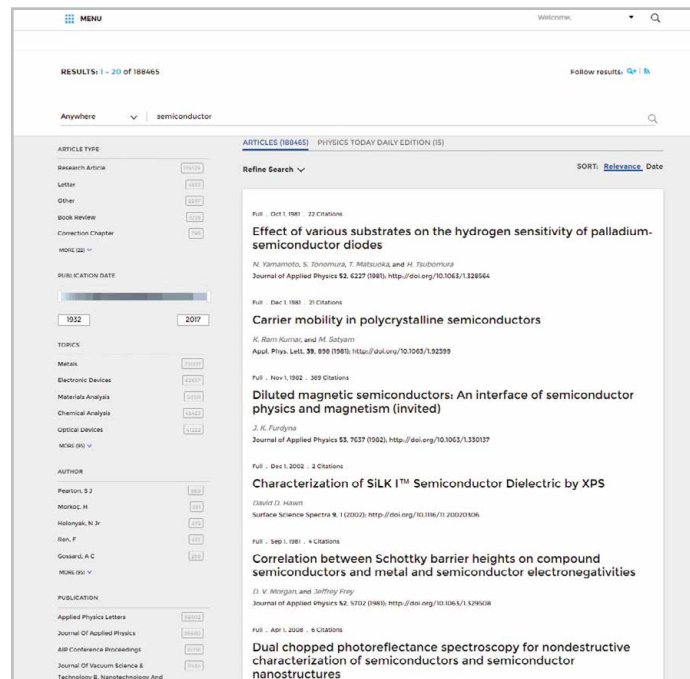 MENU
Welcome,
RESULTS: 1 - 20 of 188465
Follow results:
Anywhere
semiconductor
ARTICLE TYPE
Research Article
Letter
Other
Book Review
Correction Chapter
MORE (22)
PUBLICATION DATE
1932 2017
TOPICS
Metals
Electronic Devices
Materials Analysis
Chemical Analysis
Optical Devices
MORE (95)
AUTHOR
Pearton, S J
Morkoç, H
Holonyak, N Jr
Ren, F
Gossard, A C
MORE (95)
PUBLICATION
Applied Physics Letters
Journal Of Applied Physics
AIP Conference Proceedings
Journal Of Vacuum Science &
Technology B, Nanotechnology And
ARTICLES (188465) PHYSICS TODAY DAILY EDITION (15)
Refine Search
SORT: Relevance Date
Full . Oct 1, 1981 . 22 Citations
Effect of various substrates on the hydrogen sensitivity of palladium-
semiconductor diodes
N. Yamamoto, S. Tonomura, T. Matsuoka, and H. Tsubomura
Journal of Applied Physics 52, 6227 (1981); http://doi.org/10.1063/1.328564
Full . Dec 1, 1981 . 21 Citations
Carrier mobility in polycrystalline semiconductors
K. Ram Kumar, and M. Satyam
Appl. Phys. Lett. 39, 898 (1981); http://doi.org/10.1063/1.92599
Full . Nov 1, 1982 . 389 Citations
Diluted magnetic semiconductors: An interface of semiconductor
physics and magnetism (invited)
J. K. Furdyna
Journal of Applied Physics 53, 7637 (1982); http://doi.org/10.1063/1.330137
Full . Dec 1, 2002 . 2 Citations
Characterization of SiLK I™ Semiconductor Dielectric by XPS
David D. Hawn
Surface Science Spectra 9, 1 (2002); http://doi.org/10.1116/11.20020306
Full . Sep 1, 1981 . 4 Citations
Correlation between Schottky barrier heights on compound
semiconductors and metal and semiconductor electronegativities
D. V. Morgan, and Jeffrey Frey
Journal of Applied Physics 52, 5702 (1981); http://doi.org/10.1063/1.329508
Full . Apr 1, 2008 . 6 Citations
Dual chopped photoreflectance spectroscopy for nondestructive
characterization of semiconductors and semiconductor
nanostructures